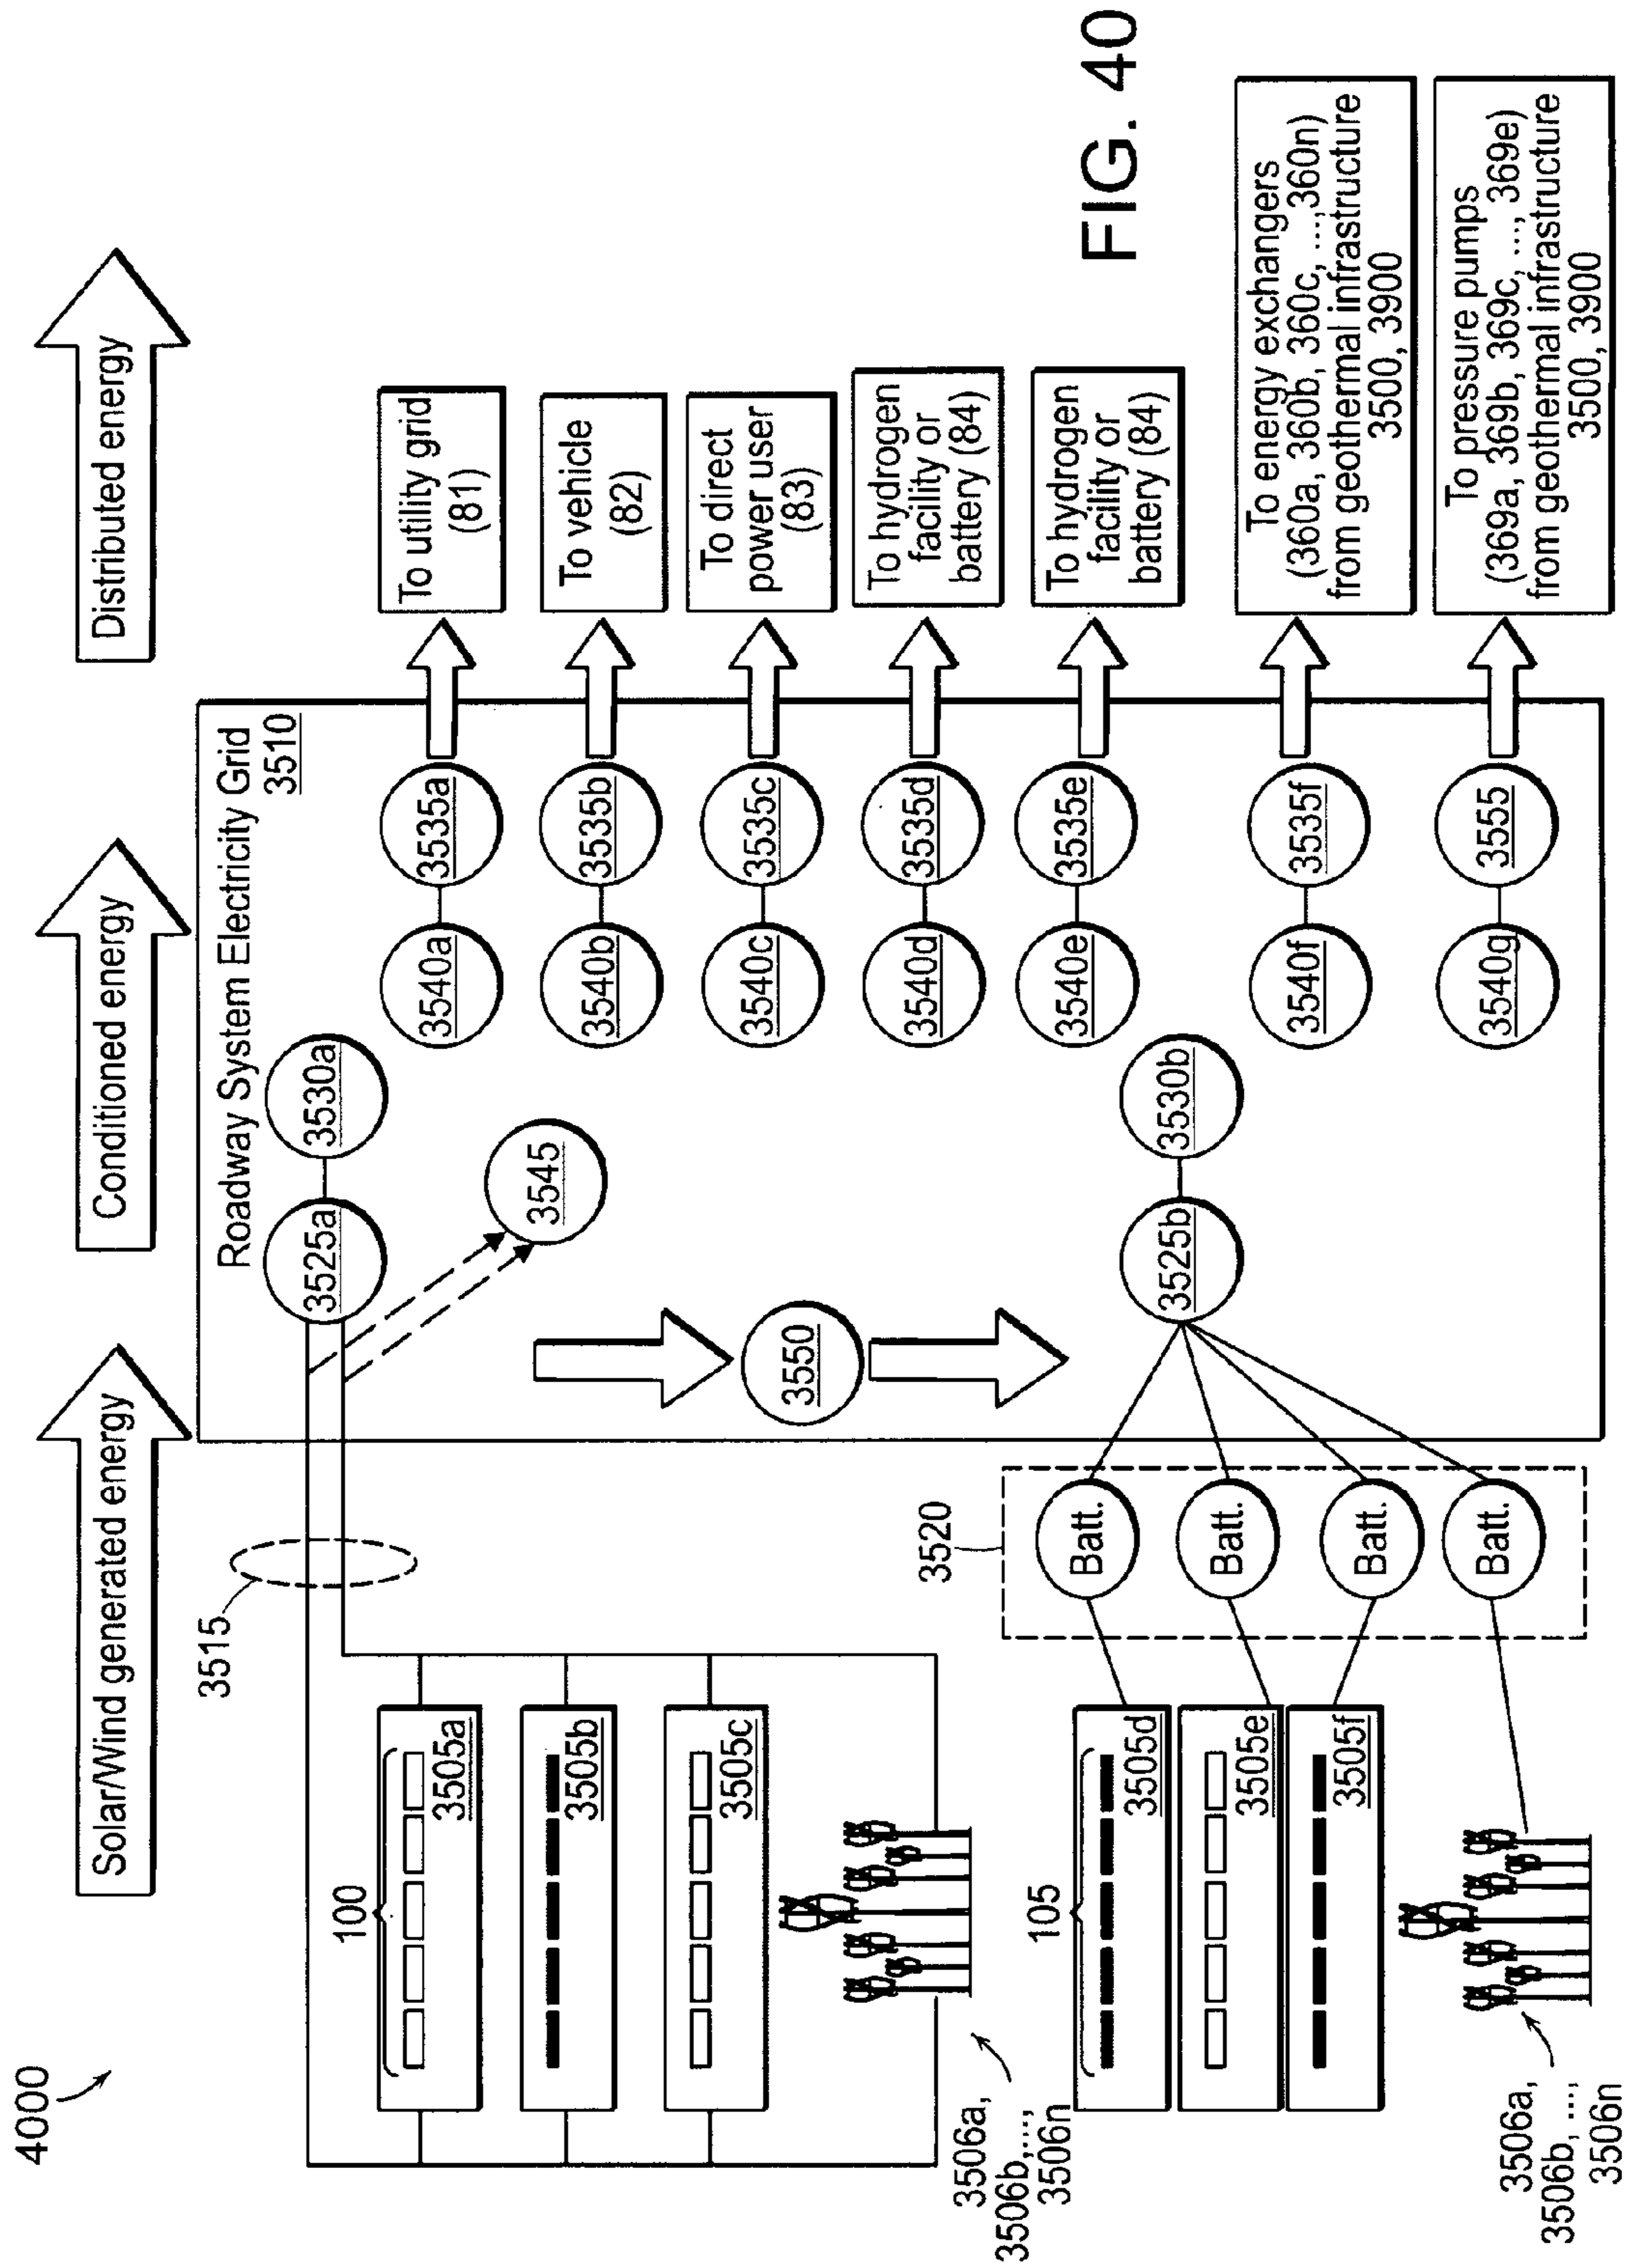 4000
Solar/Wind generated energy
Conditioned energy
Distributed energy
3515
Roadway System Electricity Grid
3510
3525a
3530a
100
3505a
3540a
3535a
To utility grid
(81)
3545
3505b
3540b
3535b
To vehicle
(82)
3505c
3540c
3535c
To direct
power user
(83)
3550
3540d
3535d
To hydrogen
facility or
battery (84)
3506a,
3506b,...,
3506n
3520
3540e
3535e
To hydrogen
facility or
battery (84)
FIG. 40
105
3505d
Batt.
3525b
3530b
3505e
Batt.
3505f
Batt.
3540f
3535f
To energy exchangers
(360a, 360b, 360c, ...,360n)
from geothermal infrastructure
3500, 3900
Batt.
3540g
3555
To pressure pumps
(369a, 369b, 369c, ..., 369e)
from geothermal infrastructure
3500, 3900
3506a,
3506b, ...,
3506n